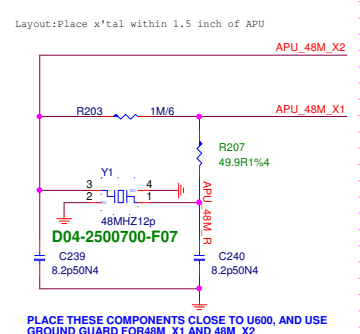 Layout:Place x'tal within 1.5 inch of APU
APU_48M_X2
R203
1M/6
APU_48M_X1
R207
49.9R1%4
Y1
3
4
2
1
APU_48M_R
48MHZ12p
D04-2500700-F07
C239
C240
8.2p50N4
8.2p50N4
PLACE THESE COMPONENTS CLOSE TO U600, AND USE
GROUND GUARD FOR48M_X1 AND 48M_X2